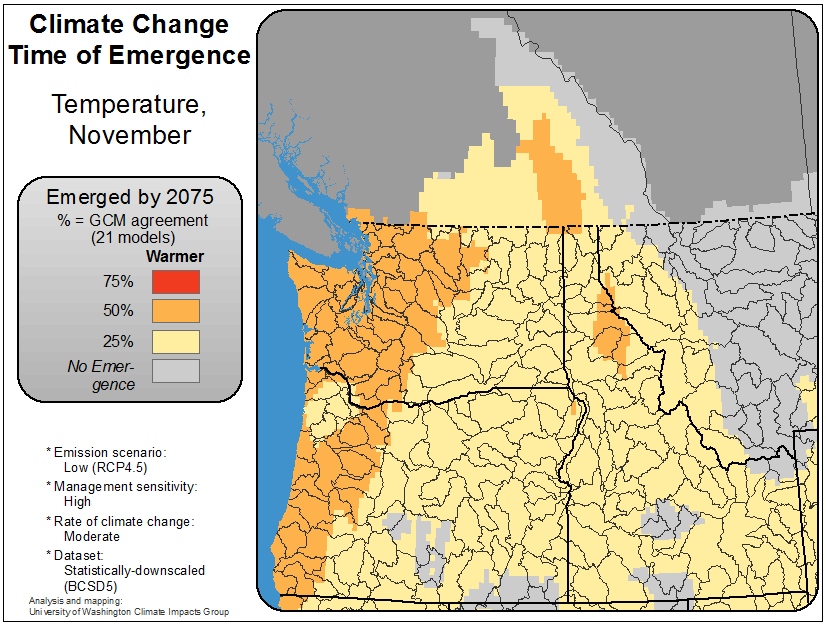 Climate Change
Time of Emergence
Temperature,
November
Emerged by 2075
% = GCM agreement
(21 models)
Warmer
75%
50%
25%
No Emer-
gence
* Emission scenario:
Low (RCP4.5)
* Management sensitivity:
High
* Rate of climate change:
Moderate
* Dataset:
Statistically-downscaled
(BCSD5)
Analysis and mapping:
University of Washington Climate Impacts Group